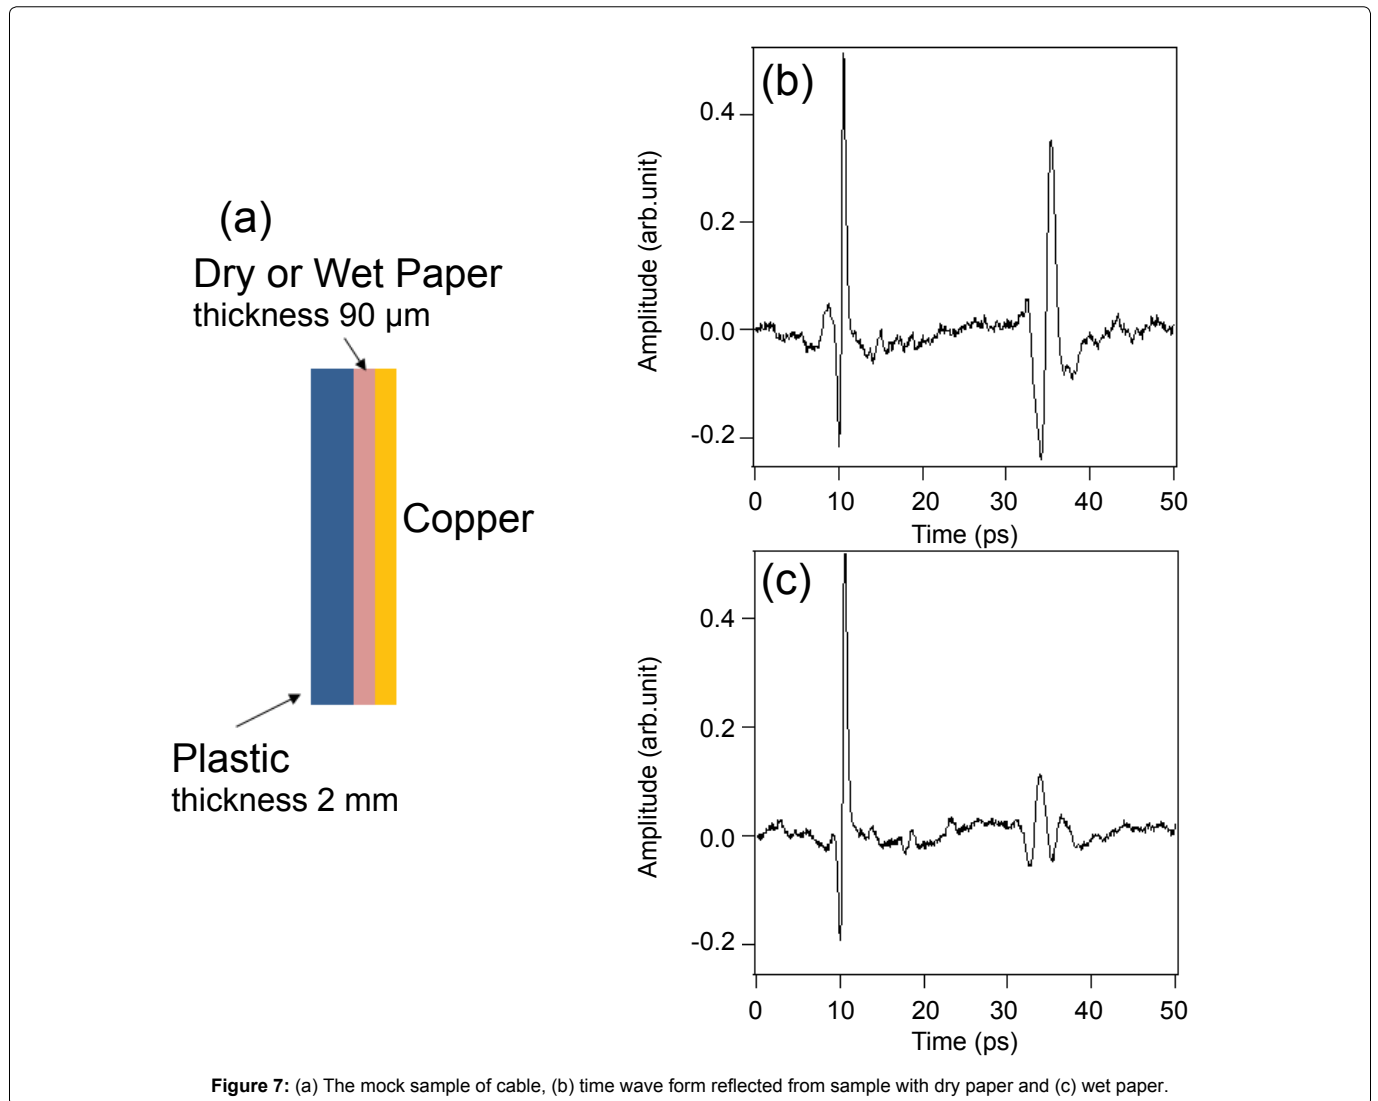 (a)
Dry or Wet Paper
thickness 90 µm
Copper
Plastic
thickness 2 mm
(b)
Amplitude (arb.unit)
0.4
0.2
0.0
-0.2
0 10 20 30 40 50
Time (ps)
(c)
Amplitude (arb.unit)
0.4
0.2
0.0
-0.2
0 10 20 30 40 50
Time (ps)
Figure 7: (a) The mock sample of cable, (b) time wave form reflected from sample with dry paper and (c) wet paper.